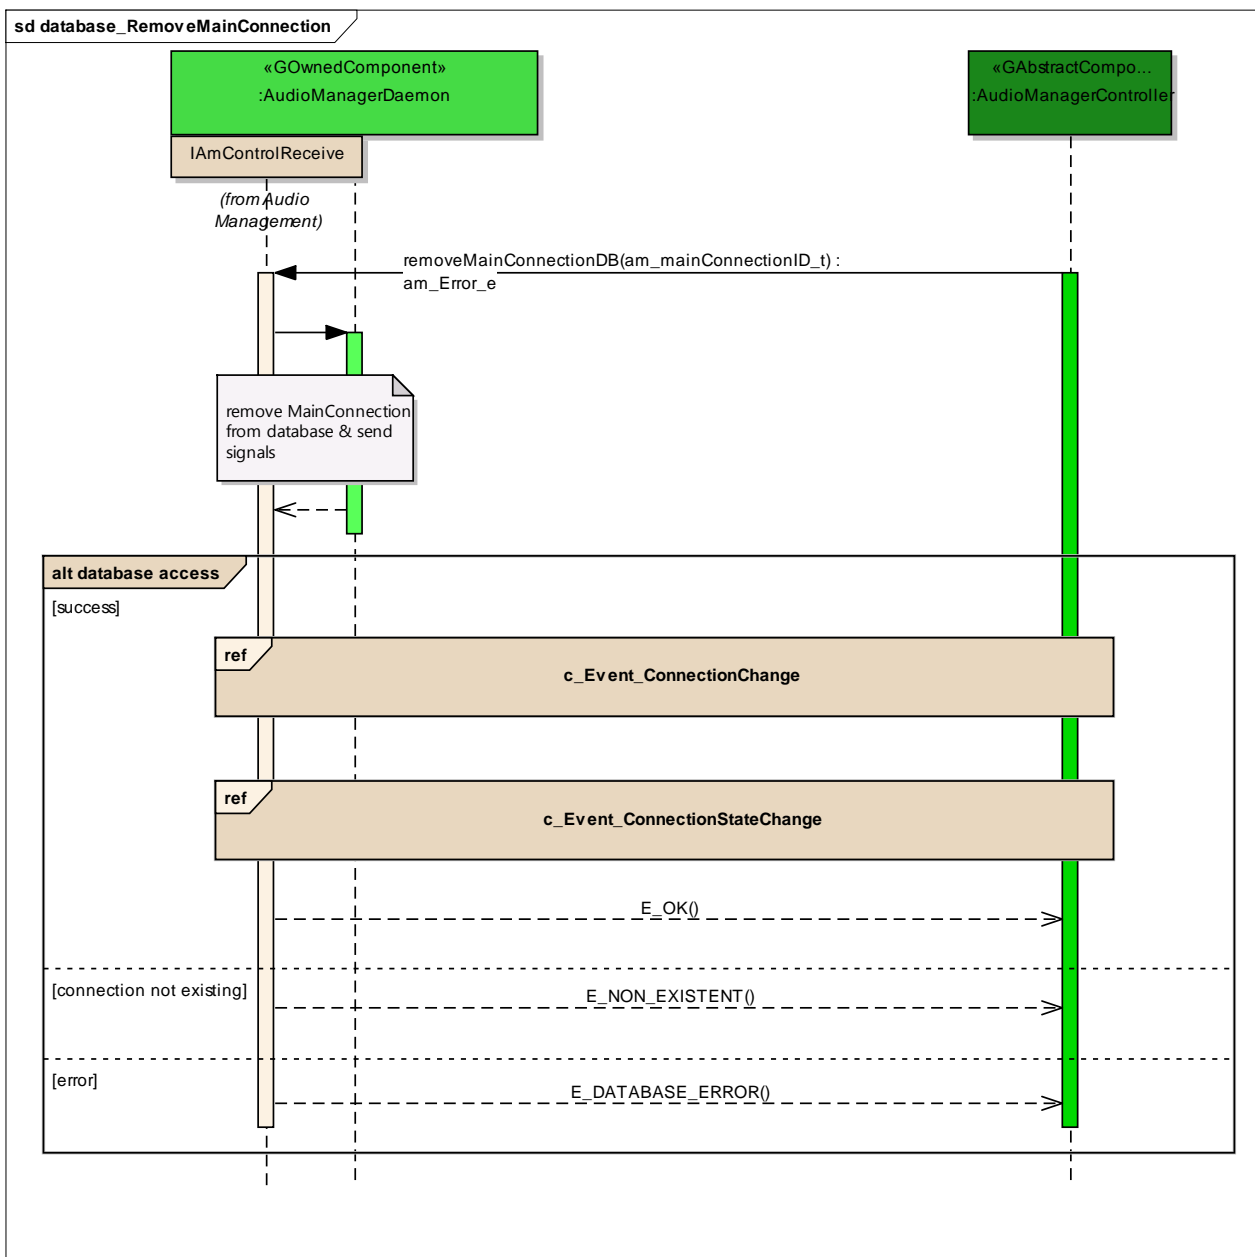 sd database_RemoveMainConnection
«GOwnedComponent»
:AudioManagerDaemon
«GAbstractCompo...
:AudioManagerController
IAmControlReceive
(from Audio
Management)
removeMainConnectionDB(am_mainConnectionID_t) :
am_Error_e
remove MainConnection
from database & send
signals
alt database access
[success]
ref
c_Event_ConnectionChange
ref
c_Event_ConnectionStateChange
E_OK()
[connection not existing]
E_NON_EXISTENT()
[error]
E_DATABASE_ERROR()